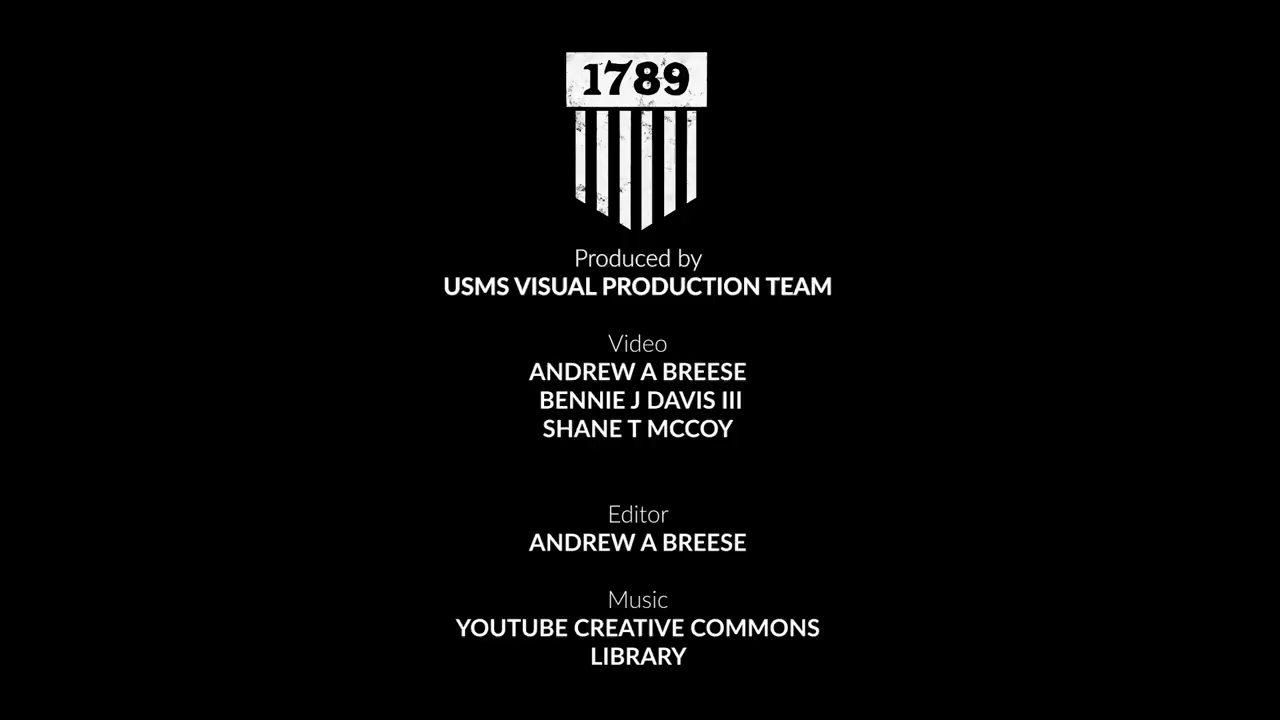 1789
Produced by
USMS VISUAL PRODUCTION TEAM
Video
ANDREW A BREESE
BENNIE J DAVIS III
SHANE T MCCOY
Editor
ANDREW A BREESE
Music
YOUTUBE CREATIVE COMMONS
LIBRARY